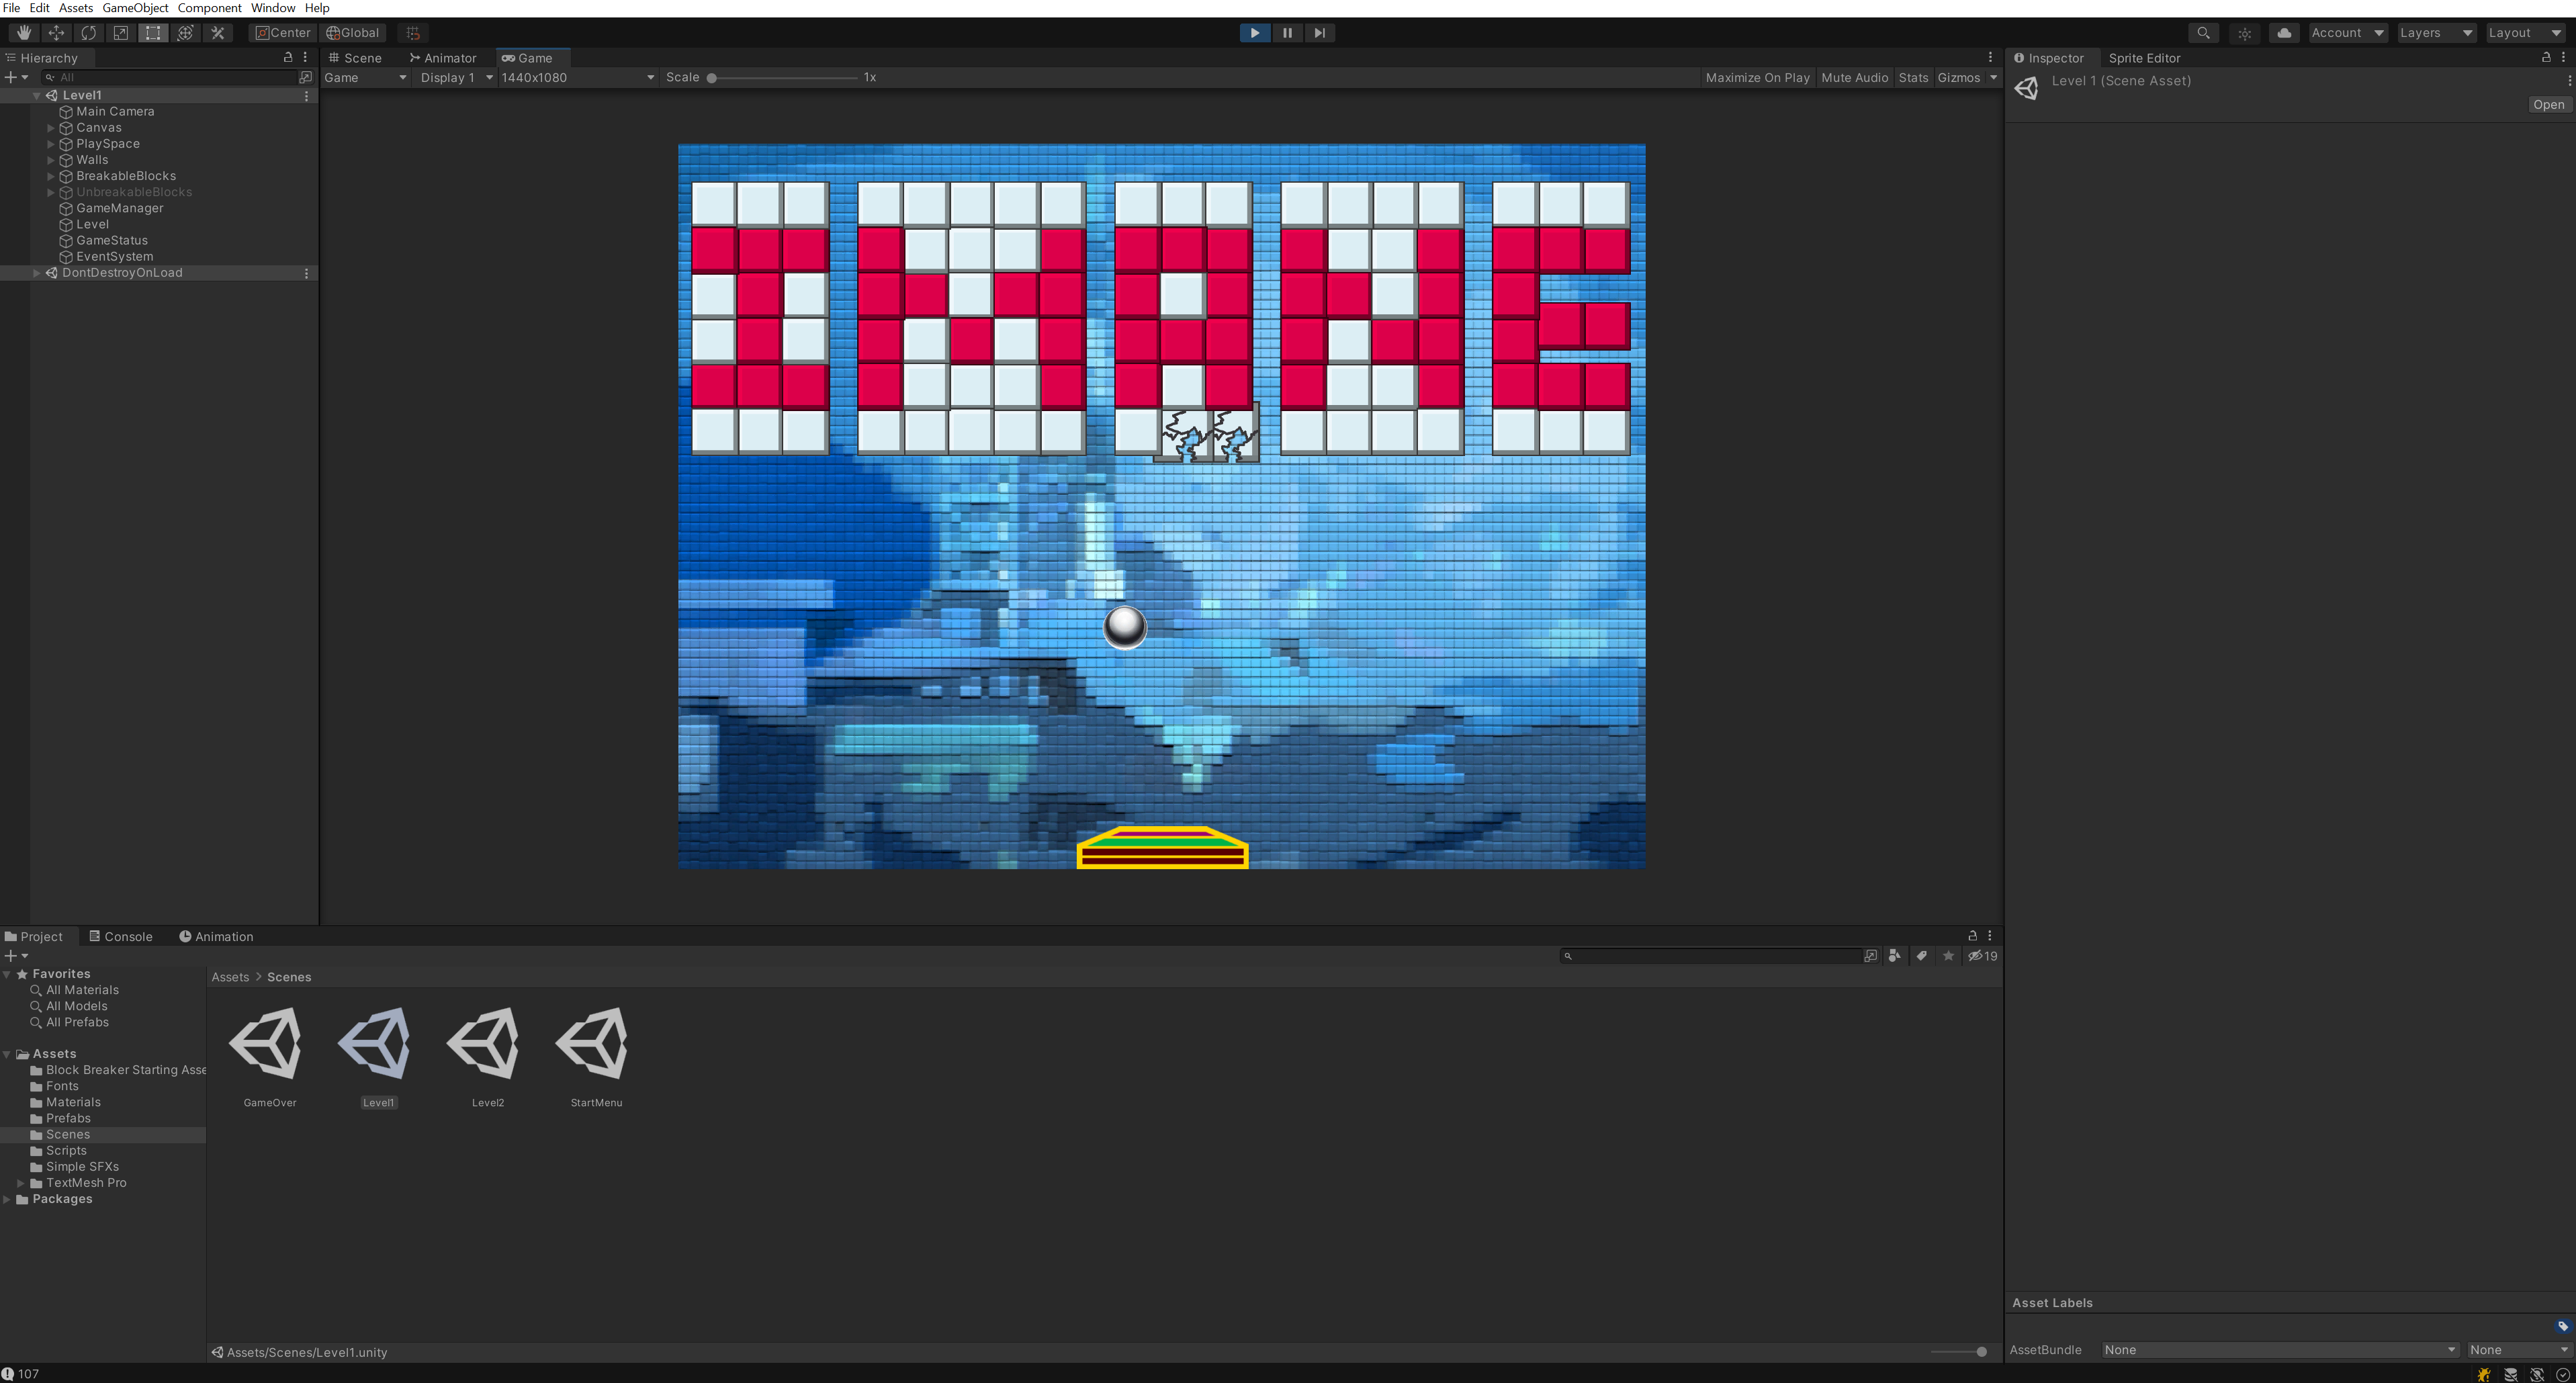 File Edit Assets GameObject Component Window Help
Center Global Account Layers Layout
Hierarchy Scene Animator Game Inspector Sprite Editor
All Game Display 1 1440x1080 Scale 1x Maximize On Play Mute Audio Stats Gizmos
Level 1 (Scene Asset)
Open
Level1
Main Camera
Canvas
PlaySpace
Walls
BreakableBlocks
UnbreakableBlocks
GameManager
Level
GameStatus
EventSystem
DontDestroyOnLoad
IMAME
Project Console Animation
19
Favorites
All Materials
All Models
All Prefabs
Assets
Block Breaker Starting Asse
Fonts
Materials
Prefabs
Scenes
Scripts
Simple SFXs
TextMesh Pro
Packages
Assets > Scenes
GameOver Level1 Level2 StartMenu
Assets/Scenes/Level1.unity
Asset Labels
AssetBundle None None
107